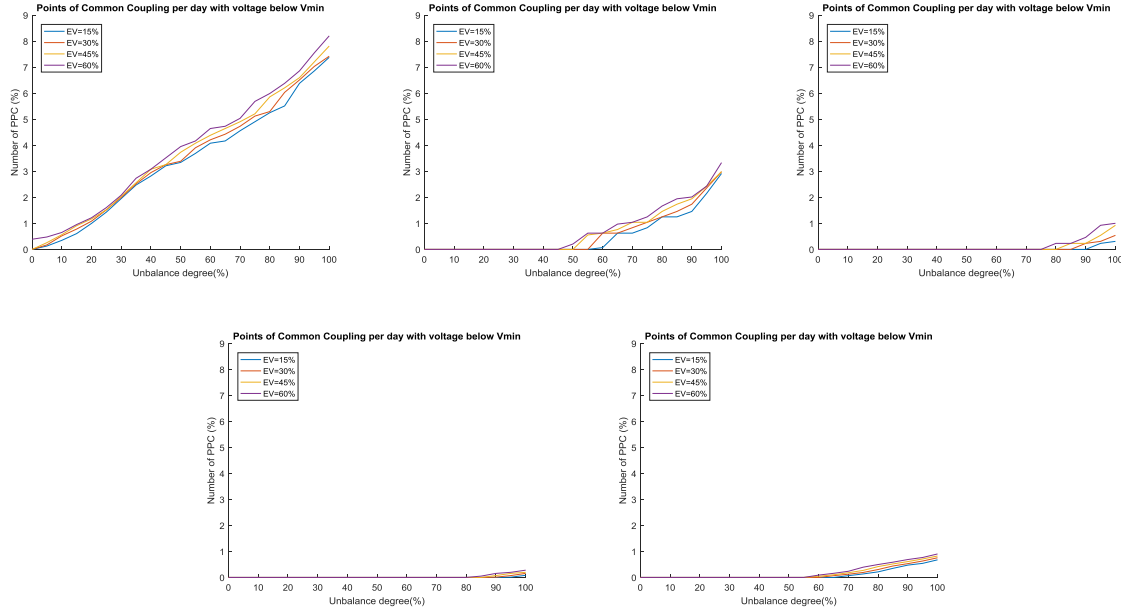 Points of Common Coupling per day with voltage below Vmin
EV=15%
EV=30%
EV=45%
EV=60%
Number of PPC (%)
9
8
7
6
5
4
3
2
1
0
0 10 20 30 40 50 60 70 80 90 100
Unbalance degree(%)
Points of Common Coupling per day with voltage below Vmin
EV=15%
EV=30%
EV=45%
EV=60%
Number of PPC (%)
9
8
7
6
5
4
3
2
1
0
0 10 20 30 40 50 60 70 80 90 100
Unbalance degree(%)
Points of Common Coupling per day with voltage below Vmin
EV=15%
EV=30%
EV=45%
EV=60%
Number of PPC (%)
9
8
7
6
5
4
3
2
1
0
0 10 20 30 40 50 60 70 80 90 100
Unbalance degree(%)
Points of Common Coupling per day with voltage below Vmin
EV=15%
EV=30%
EV=45%
EV=60%
Number of PPC (%)
9
8
7
6
5
4
3
2
1
0
0 10 20 30 40 50 60 70 80 90 100
Unbalance degree(%)
Points of Common Coupling per day with voltage below Vmin
EV=15%
EV=30%
EV=45%
EV=60%
Number of PPC (%)
9
8
7
6
5
4
3
2
1
0
0 10 20 30 40 50 60 70 80 90 100
Unbalance degree(%)